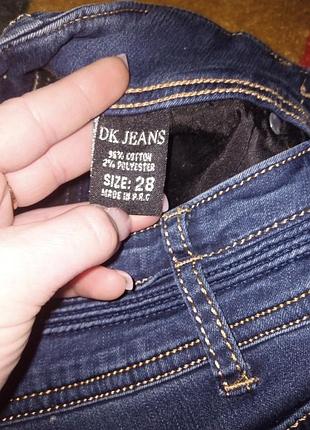 DK JEANS
98% COTTON
2% POLYESTER
SIZE: 28
MADE IN P.R.C